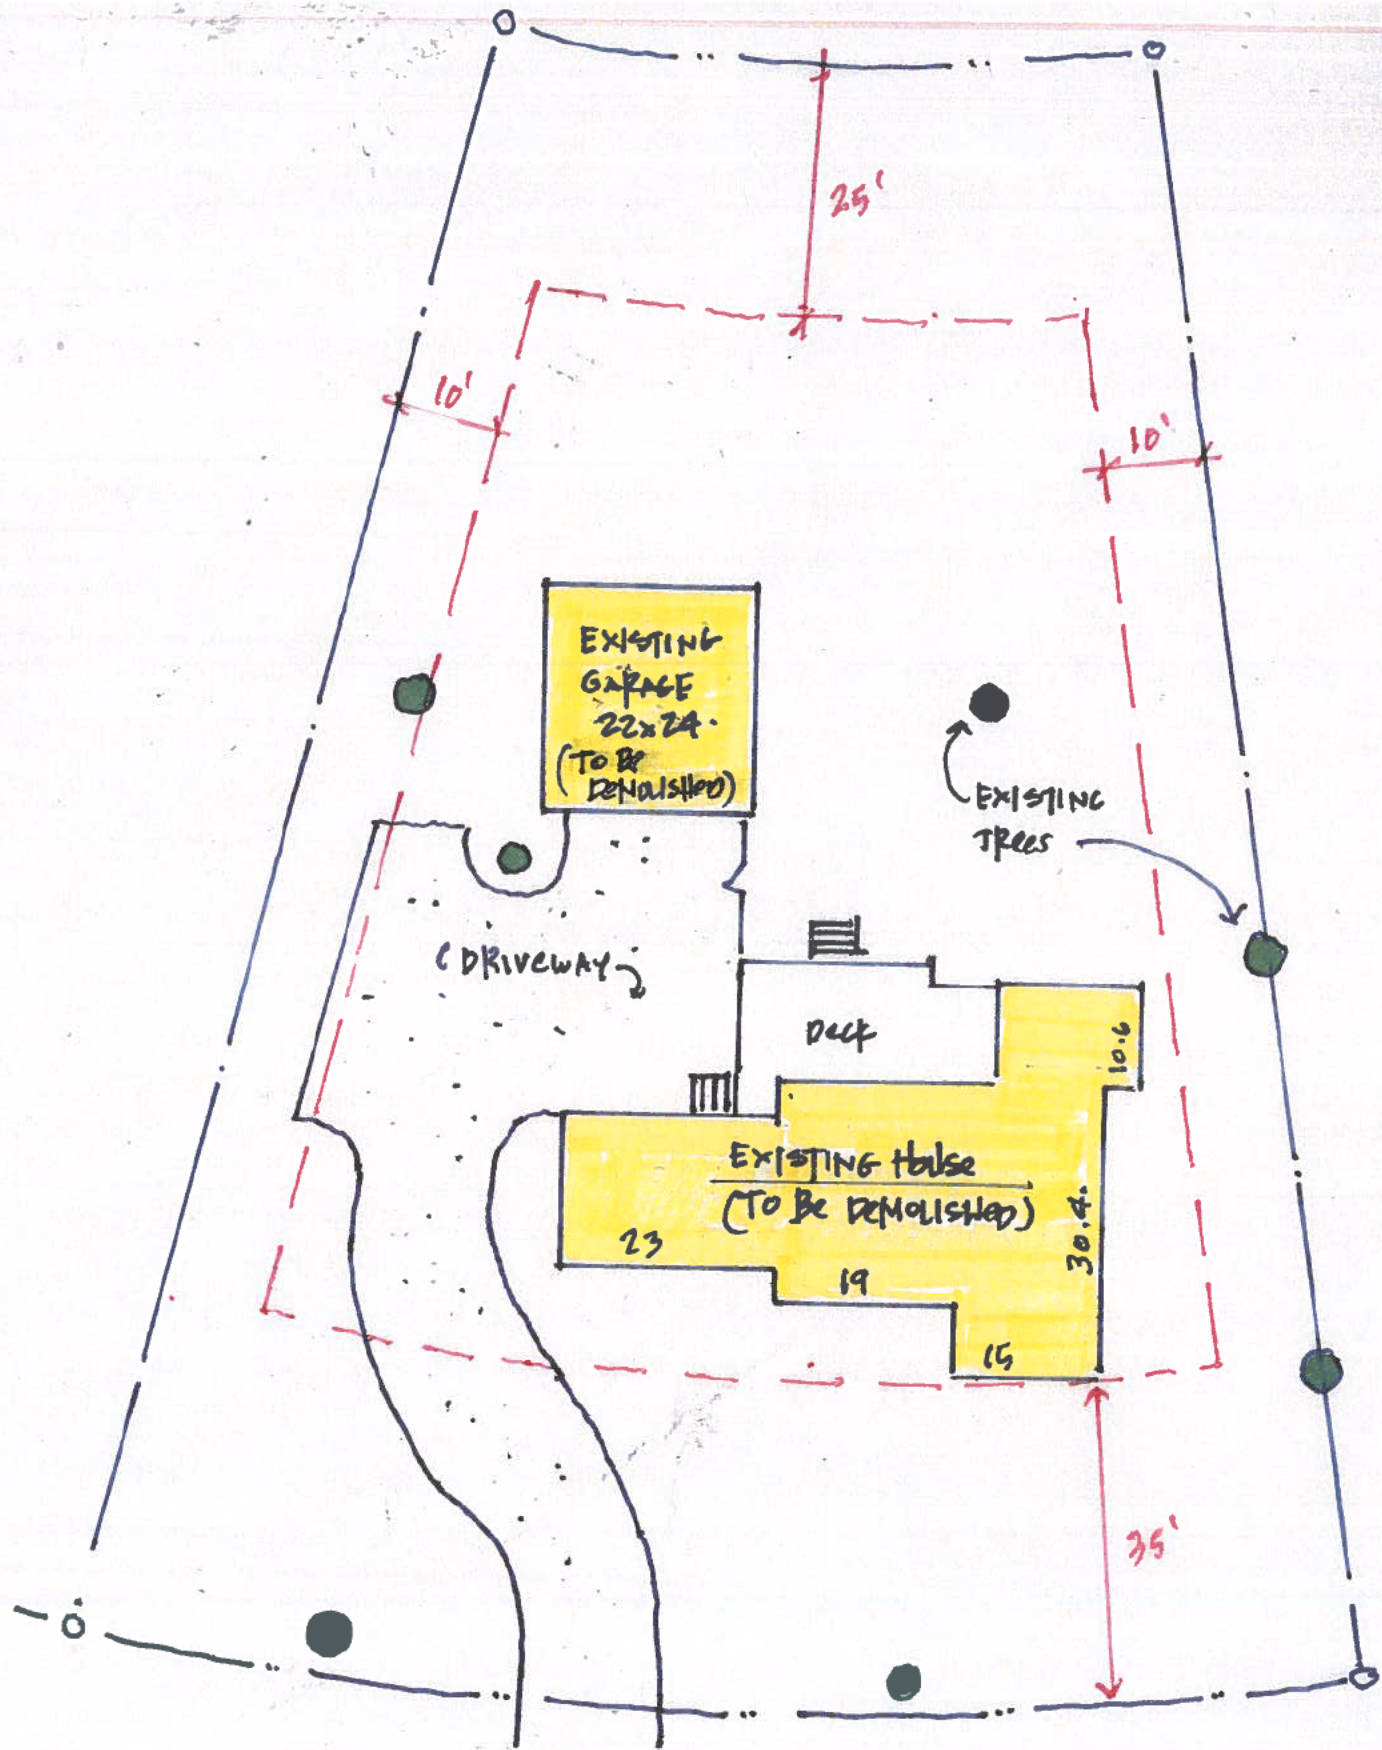 25'
10'
10'
EXISTING
GARAGE
22x24.
(TO BE
DEMOLISHED)
EXISTING
TREES
DRIVEWAY
DECK
10.6
EXISTING HOUSE
(TO BE DEMOLISHED)
23
19
30.4.
15
35'